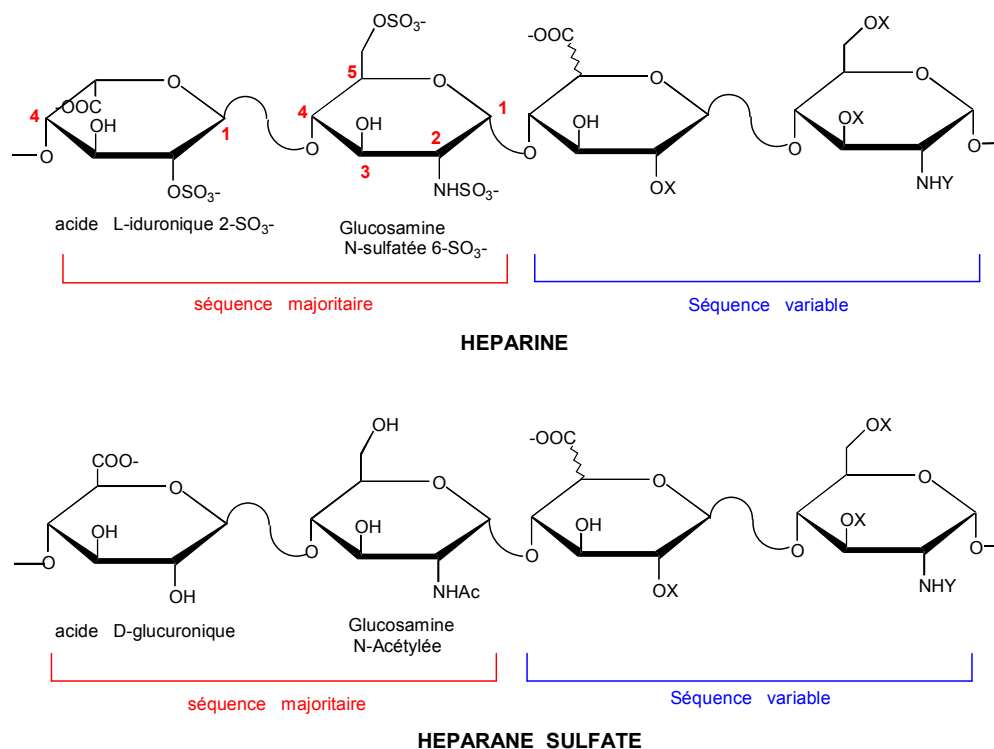 OSO₃-
-OOC
OX
5
O
O
O
O
-OOC
4
4
1
OH
1
OH
2
OH
OX
O
O
O
O
O
3
OSO₃-
NHSO₃-
OX
NHY
acide L-iduronique 2-SO₃-
Glucosamine
N-sulfatée 6-SO₃-
séquence majoritaire
Séquence variable
HEPARINE
OH
-OOC
OX
COO-
O
O
O
O
OH
OH
OH
OX
O
O
O
O
O
OH
NHAc
OX
NHY
acide D-glucuronique
Glucosamine
N-Acétylée
séquence majoritaire
Séquence variable
HEPARANE SULFATE